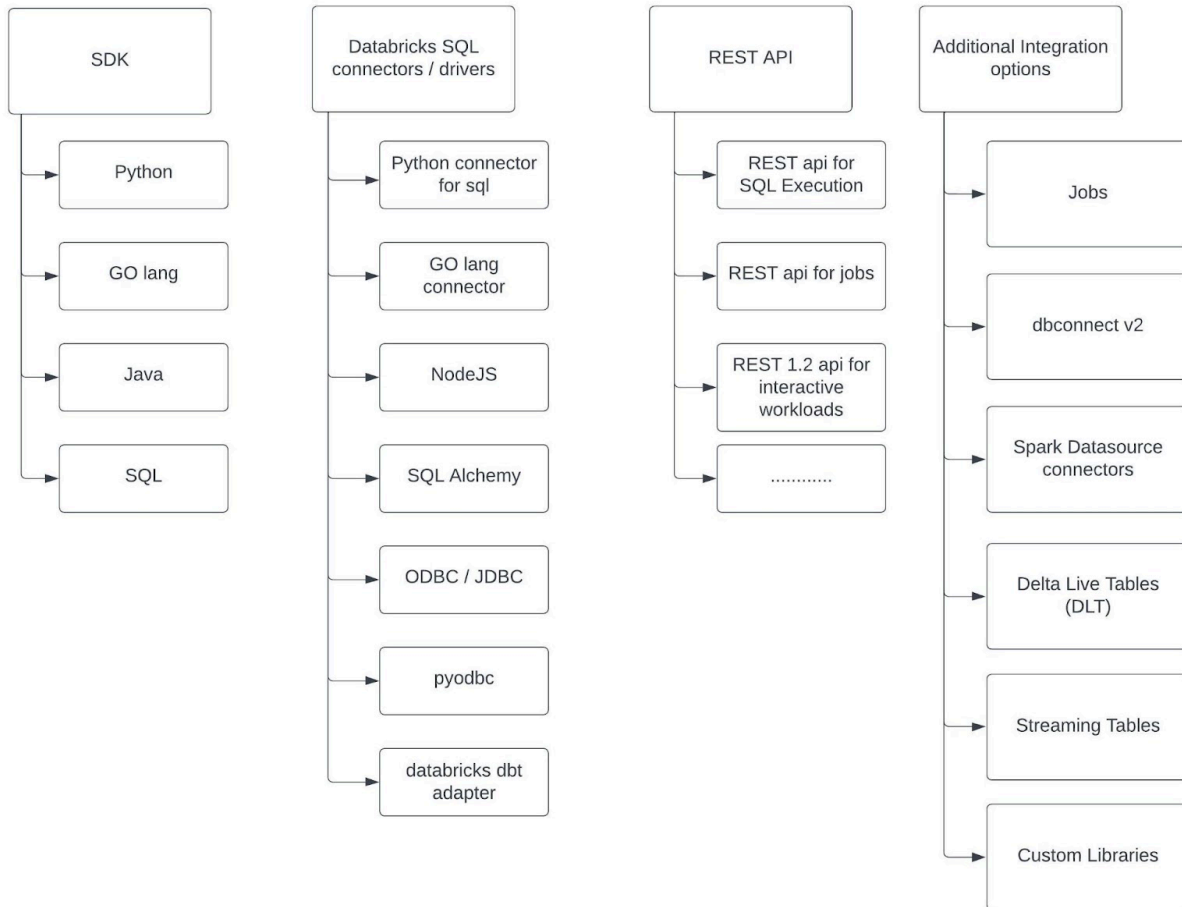 SDK
Python
GO lang
Java
SQL
Databricks SQL
connectors / drivers
Python connector
for sql
GO lang
connector
NodeJS
SQL Alchemy
ODBC / JDBC
pyodbc
databricks dbt
adapter
REST API
REST api for
SQL Execution
REST api for jobs
REST 1.2 api for
interactive
workloads
............
Additional Integration
options
Jobs
dbconnect v2
Spark Datasource
connectors
Delta Live Tables
(DLT)
Streaming Tables
Custom Libraries